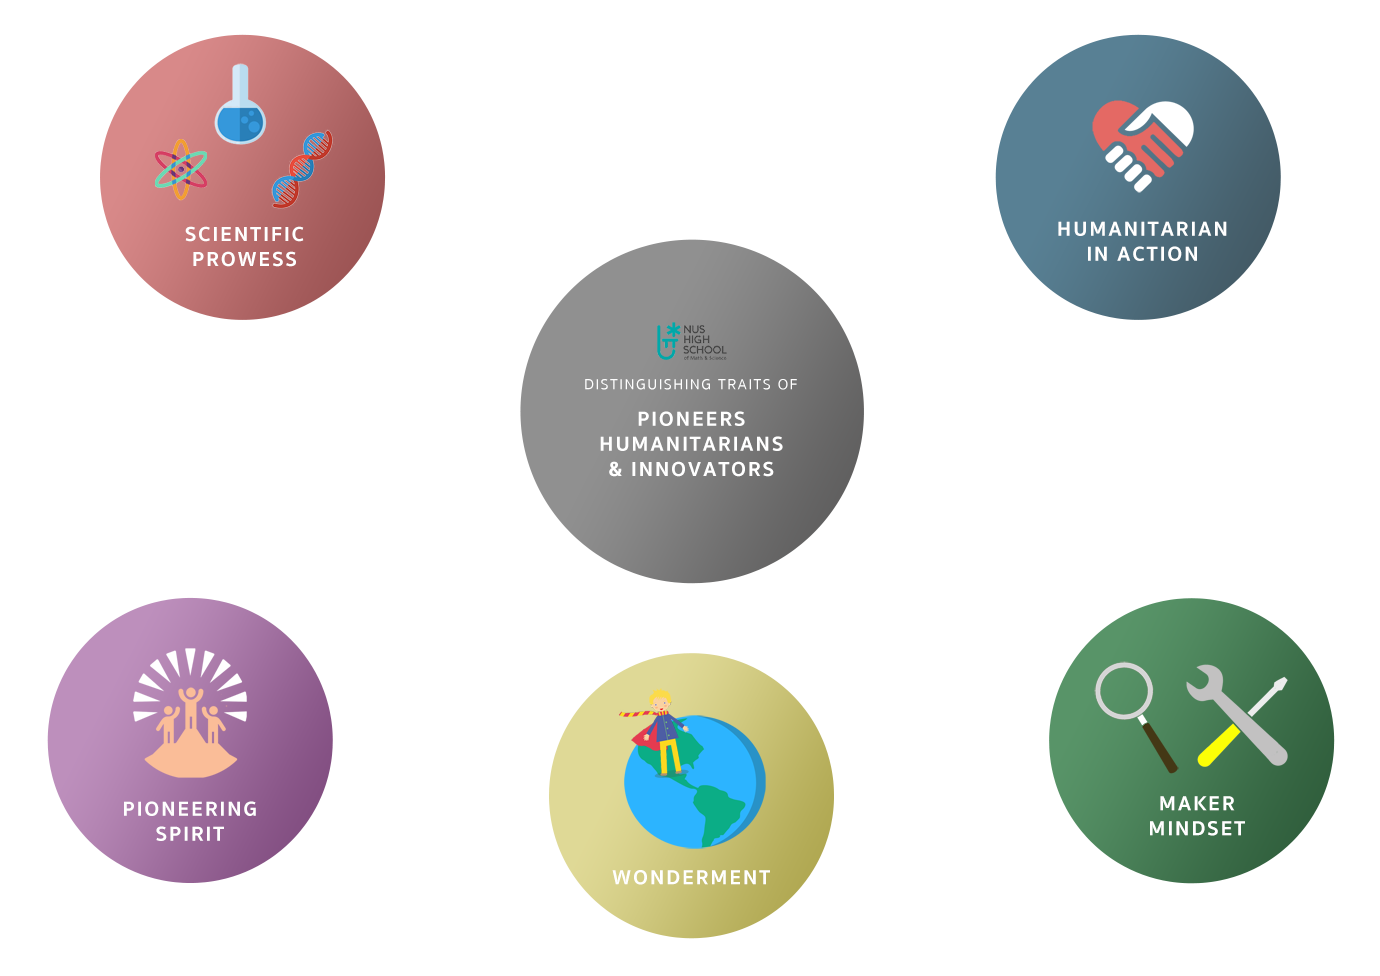 SCIENTIFIC
PROWESS
HUMANITARIAN
IN ACTION
NUS
HIGH
SCHOOL
of Math & Science
DISTINGUISHING TRAITS OF
PIONEERS
HUMANITARIANS
& INNOVATORS
PIONEERING
SPIRIT
WONDERMENT
MAKER
MINDSET